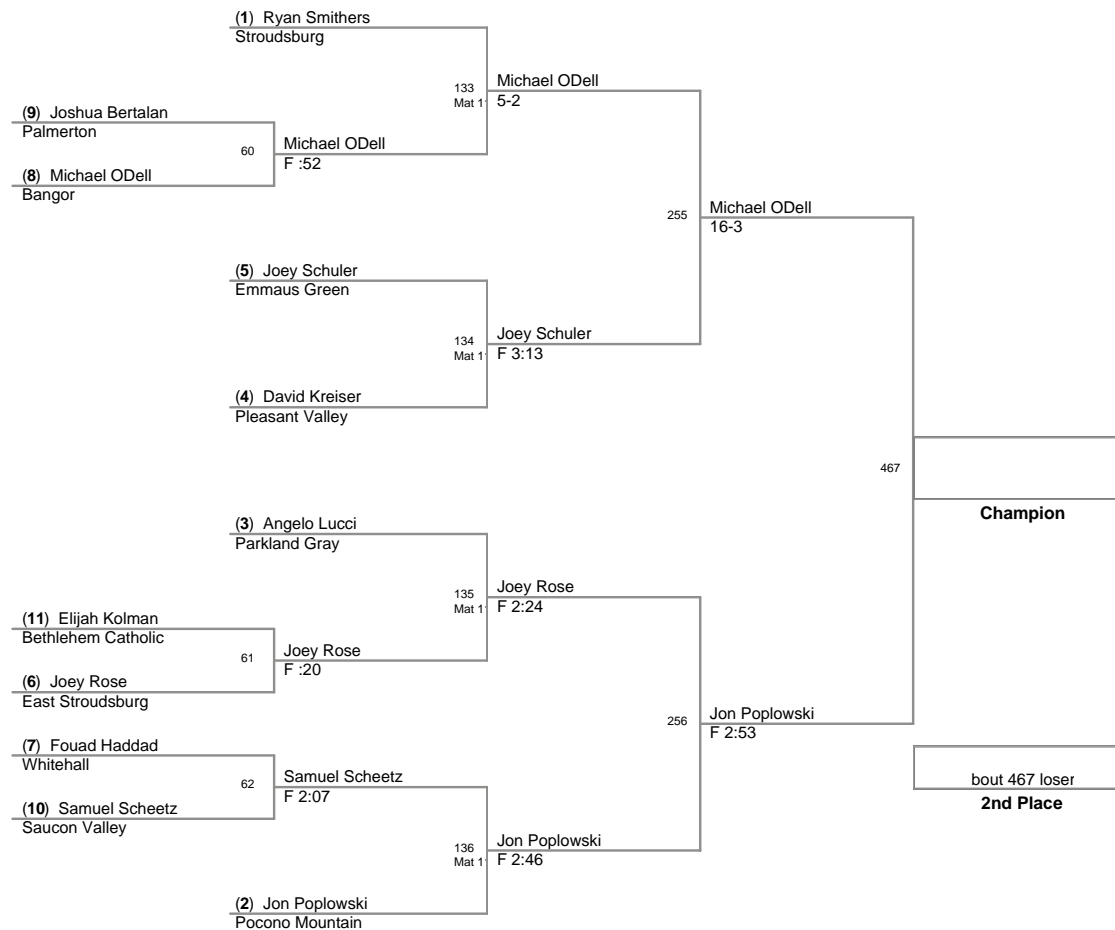 (1) Ryan Smithers
Stroudsburg
133
Mat 1
Michael ODell
5-2
(9) Joshua Bertalan
Palmerton
60
Michael ODell
F :52
(8) Michael ODell
Bangor
255
Michael ODell
16-3
(5) Joey Schuler
Emmaus Green
134
Mat 1
Joey Schuler
F 3:13
(4) David Kreiser
Pleasant Valley
467
Champion
(3) Angelo Lucci
Parkland Gray
135
Mat 1
Joey Rose
F 2:24
(11) Elijah Kolman
Bethlehem Catholic
61
Joey Rose
F :20
(6) Joey Rose
East Stroudsburg
256
Jon Poplowski
F 2:53
(7) Fouad Haddad
Whitehall
62
Samuel Scheetz
F 2:07
(10) Samuel Scheetz
Saucon Valley
bout 467 loser
2nd Place
136
Mat 1
Jon Poplowski
F 2:46
(2) Jon Poplowski
Pocono Mountain